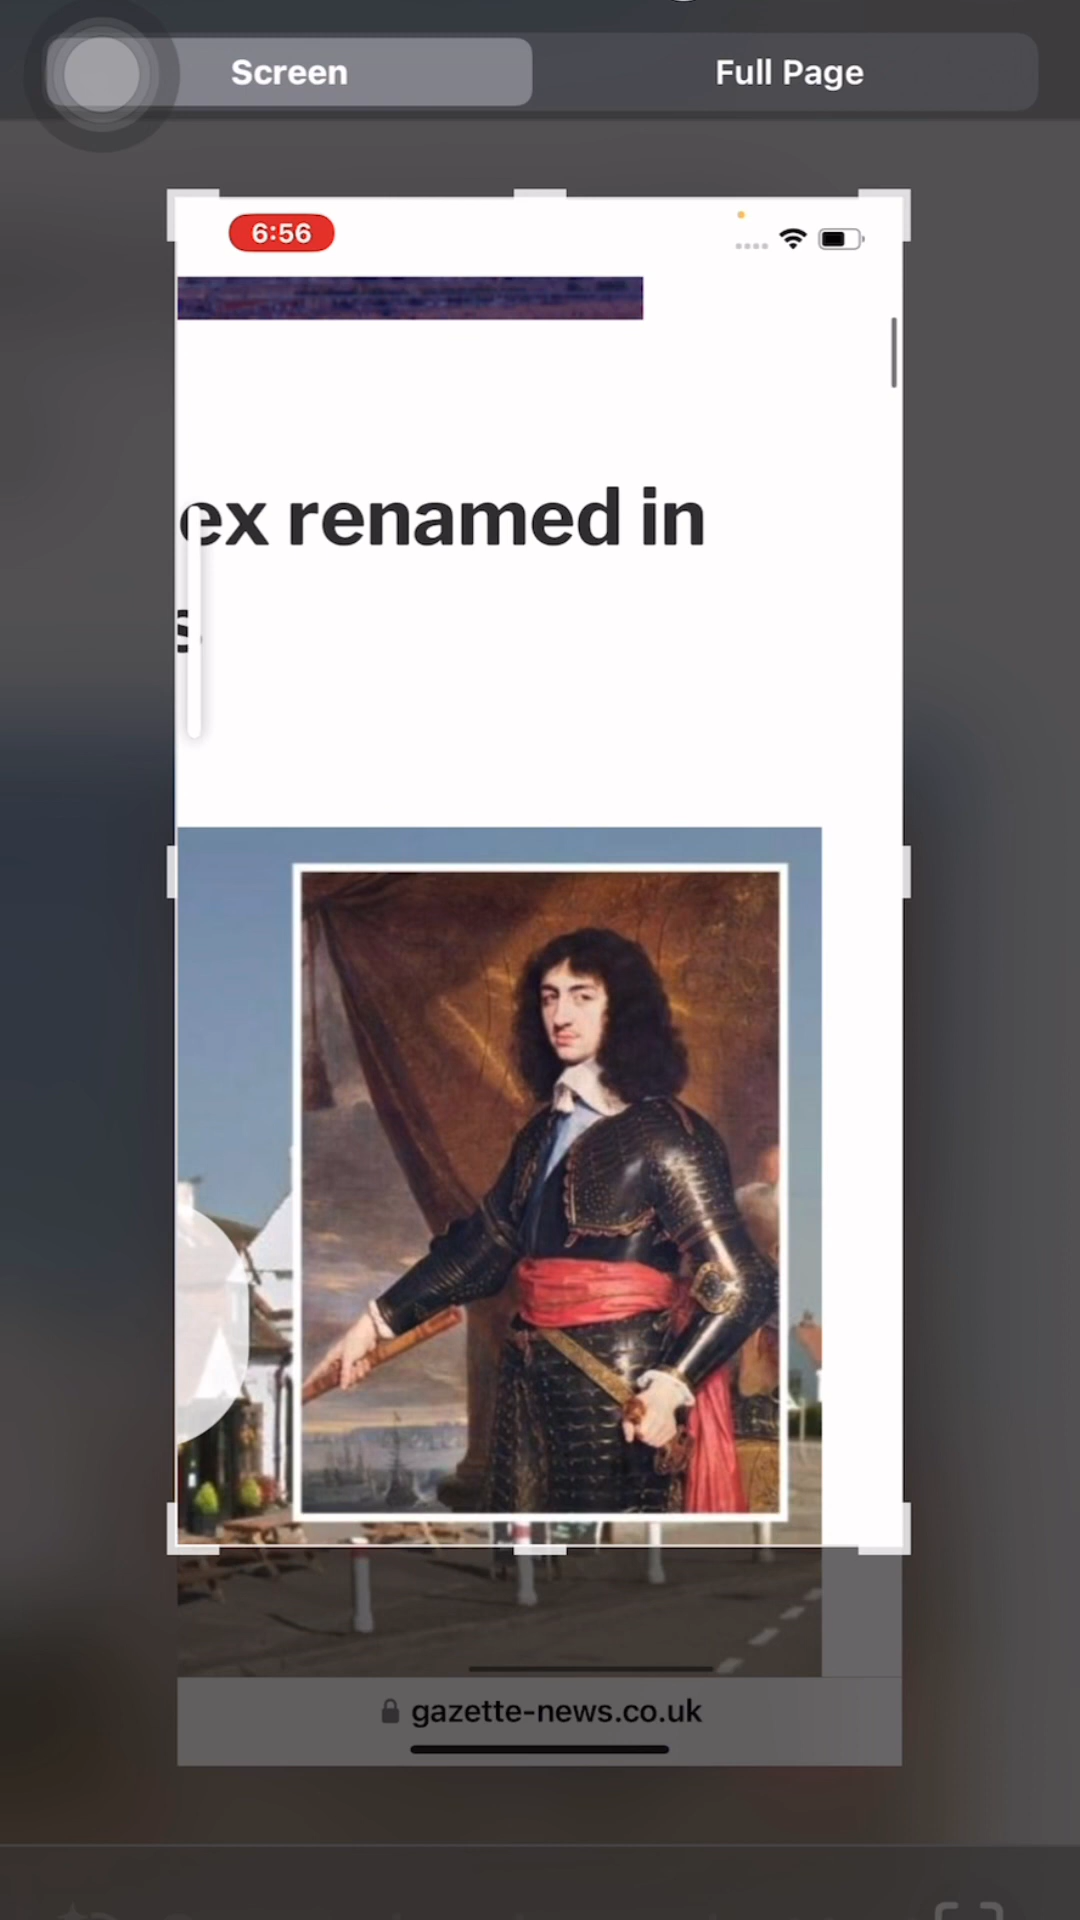 Screen
Full Page
6:56
ex renamed in
s
gazette-news.co.uk